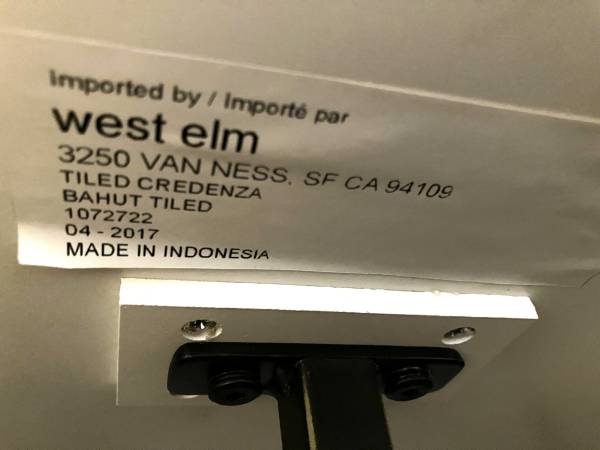 Imported by / Importé par
west elm
3250 VAN NESS. SF CA 94109
TILED CREDENZA
BAHUT TILED
1072722
04 - 2017
MADE IN INDONESIA